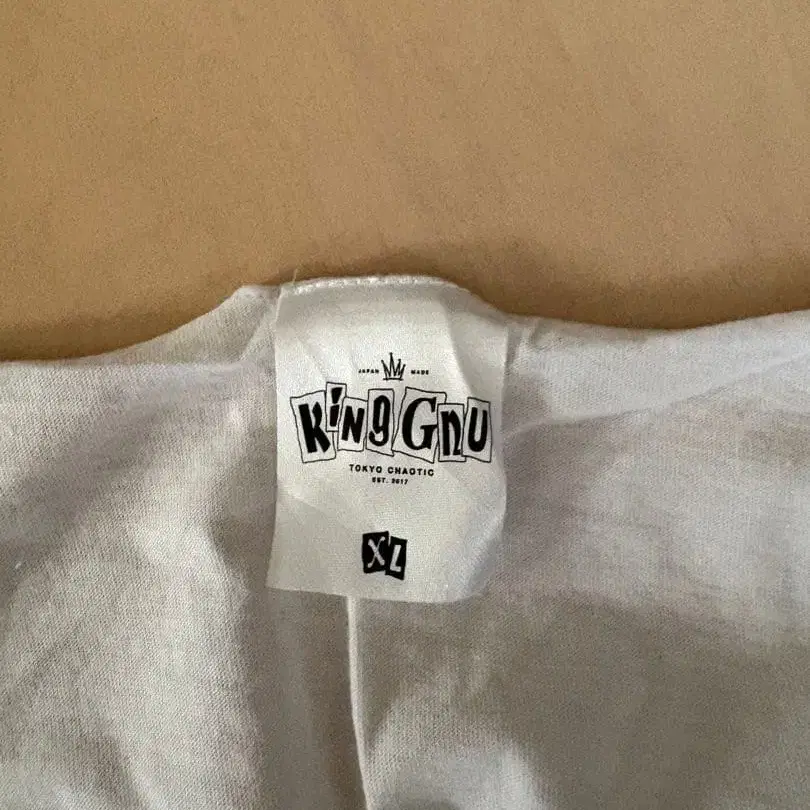 JAPAN MADE
KiNg GnU
TOKYO CHAOTIC
EST. 2017
XL